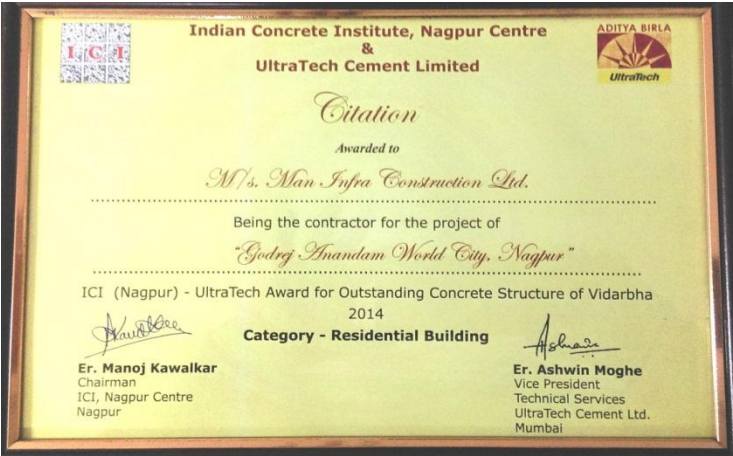 ICI
Indian Concrete Institute, Nagpur Centre
&
UltraTech Cement Limited
ADITYA BIRLA
UltraTech
Citation
Awarded to
M/s. Man Infra Construction Ltd.
Being the contractor for the project of
"Godrej Anandam World City, Nagpur"
ICI (Nagpur) - UltraTech Award for Outstanding Concrete Structure of Vidarbha
2014
Category - Residential Building
Er. Manoj Kawalkar
Chairman
ICI, Nagpur Centre
Nagpur
Er. Ashwin Moghe
Vice President
Technical Services
UltraTech Cement Ltd.
Mumbai